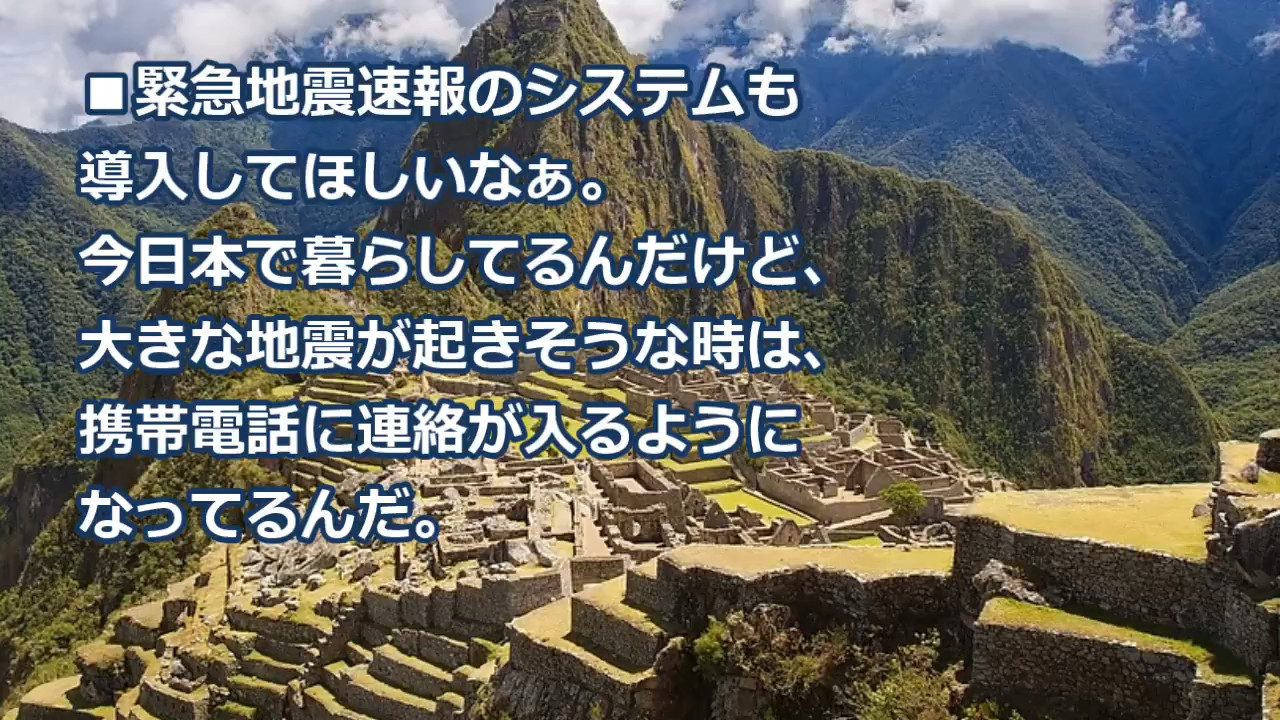 ■緊急地震速報のシステムも
導入してほしいなぁ。
今日本で暮らしてるんだけど、
大きな地震が起きそうな時は、
携帯電話に連絡が入るように
なってるんだ。